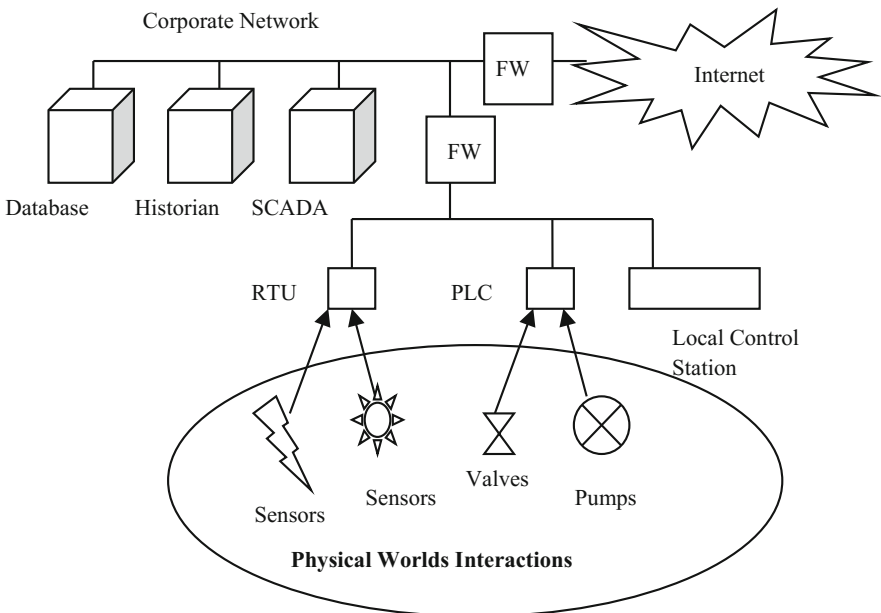 Corporate Network
FW
Internet
FW
Database
Historian
SCADA
RTU
PLC
Local Control
Station
Sensors
Sensors
Valves
Pumps
Physical Worlds Interactions